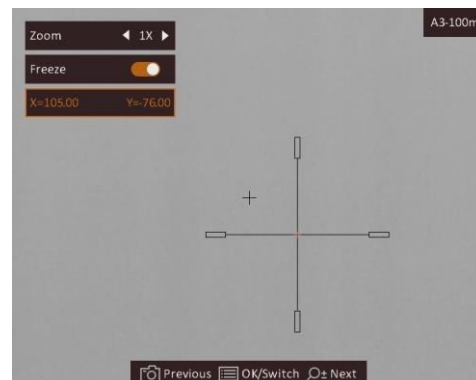 Zoom 1X
A3-100m
Freeze
X=105.00 Y=-76.00
Previous OK/Switch Next